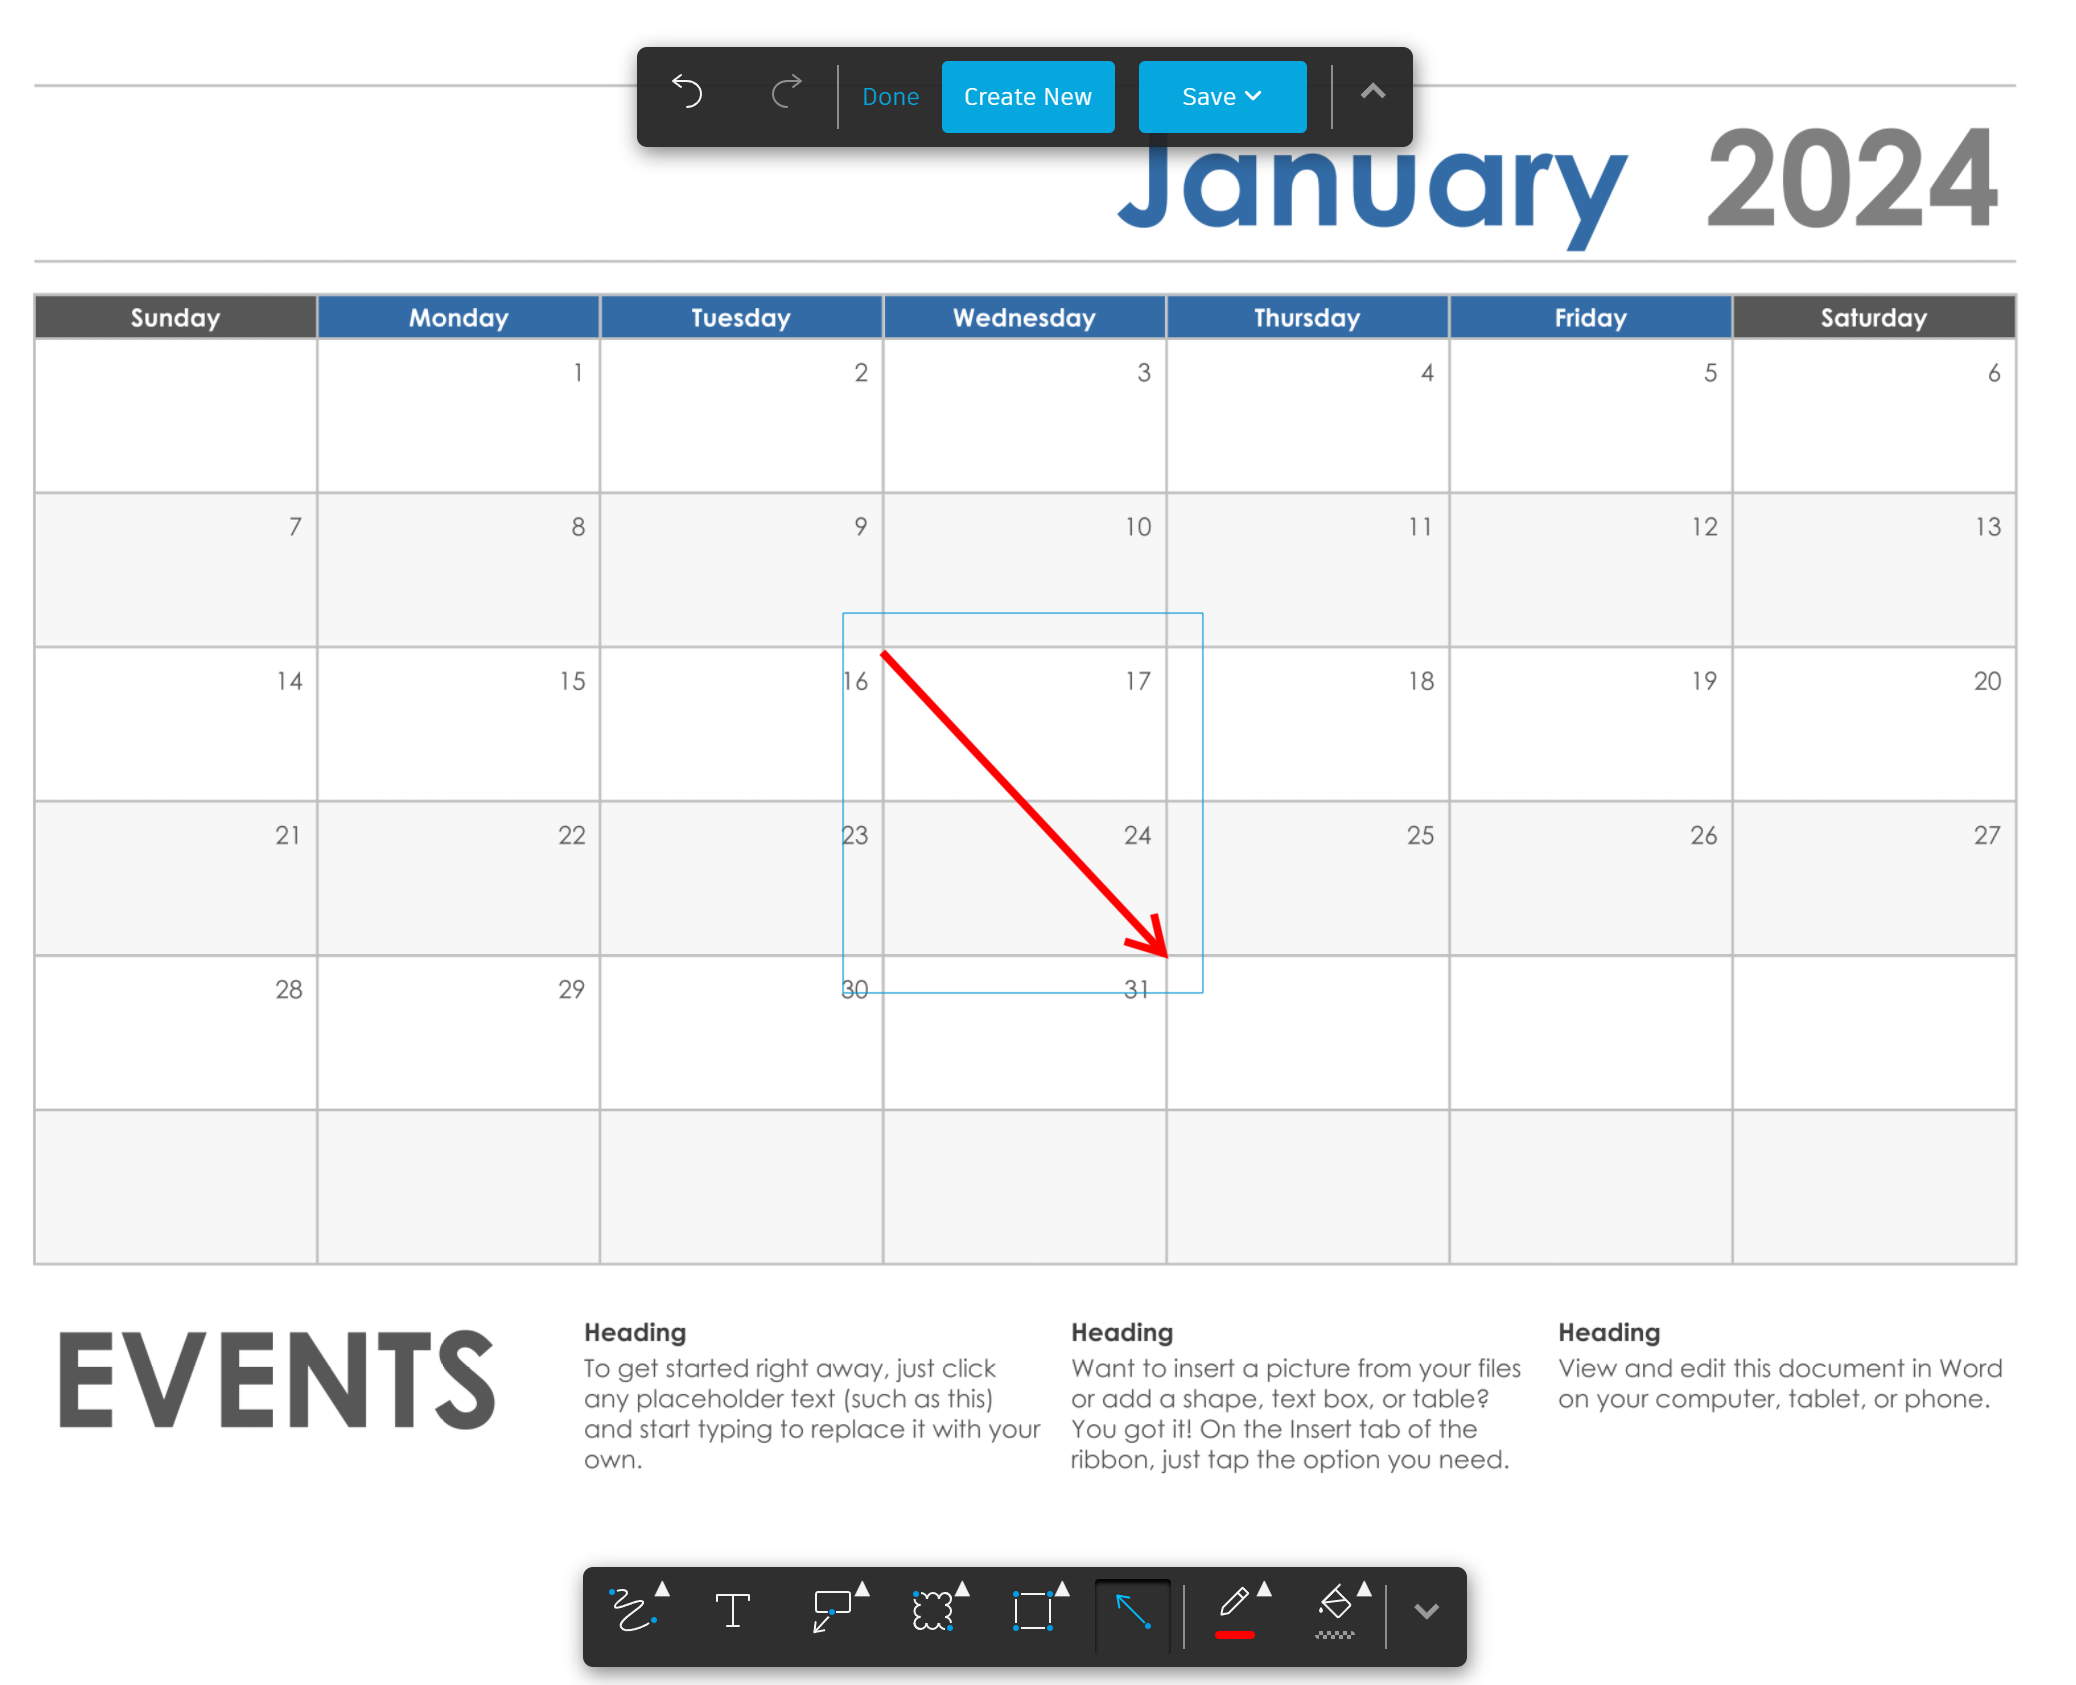 Done Create New Save
January 2024
Sunday Monday Tuesday Wednesday Thursday Friday Saturday
1 2 3 4 5 6
7 8 9 10 11 12 13
14 15 16 17 18 19 20
21 22 23 24 25 26 27
28 29 30 31
EVENTS
Heading
To get started right away, just click
any placeholder text (such as this)
and start typing to replace it with your
own.
Heading
Want to insert a picture from your files
or add a shape, text box, or table?
You got it! On the Insert tab of the
ribbon, just tap the option you need.
Heading
View and edit this document in Word
on your computer, tablet, or phone.